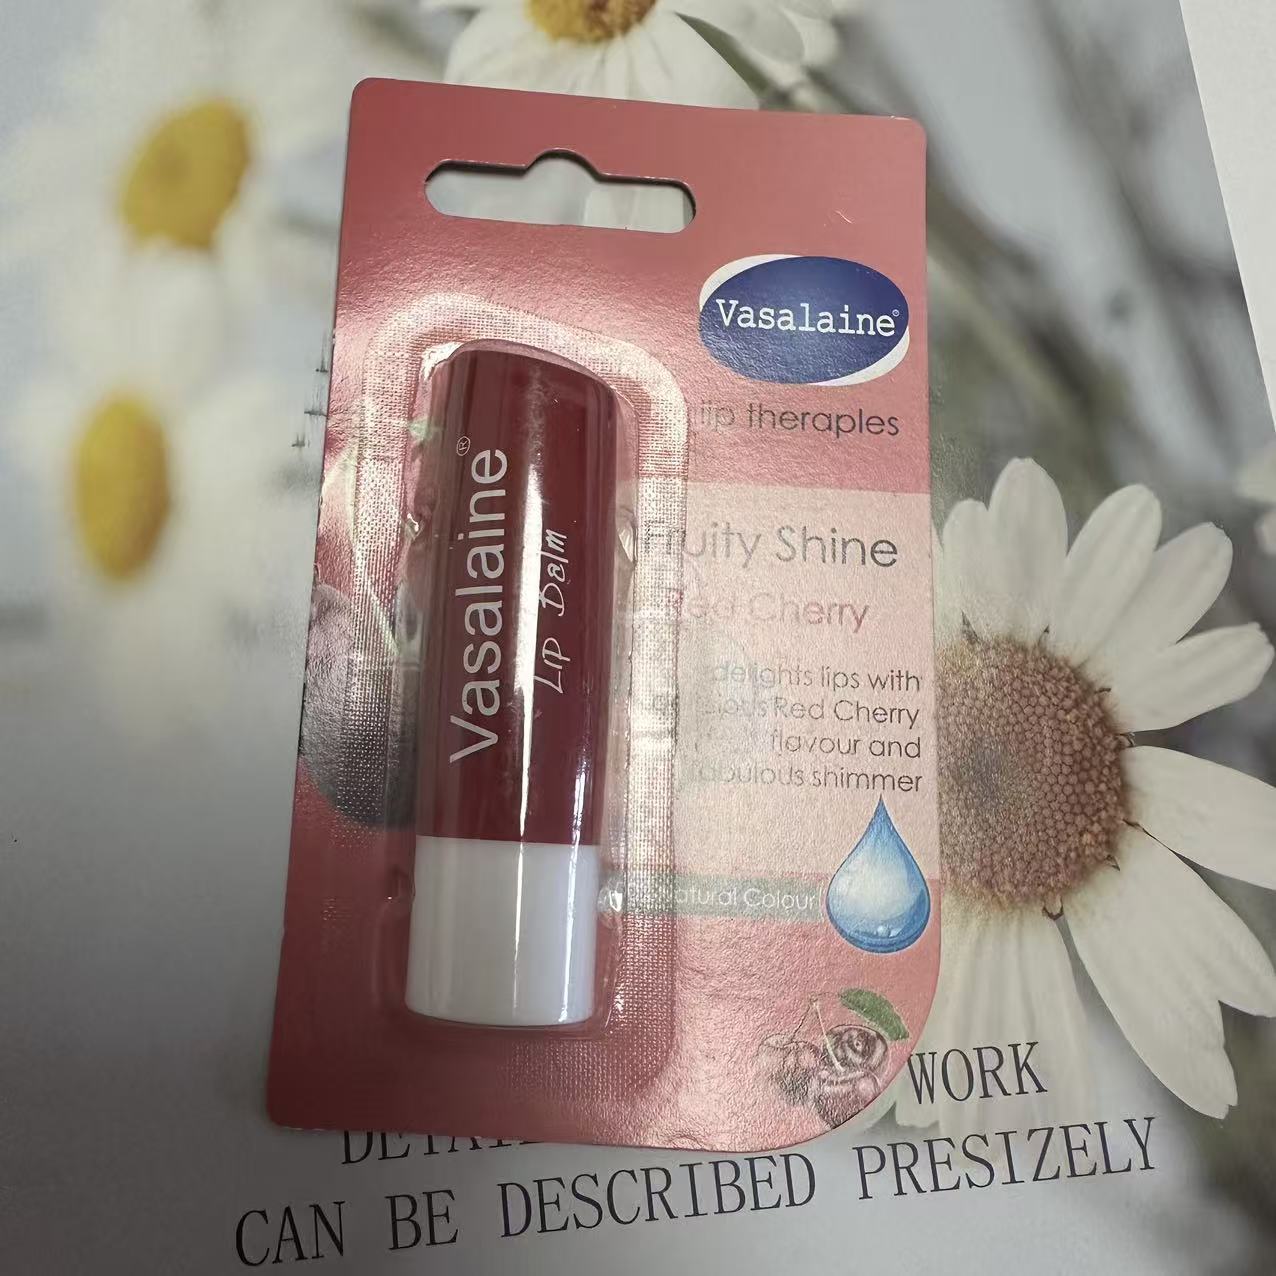 Vasalaine®
lip theraples
Fruity Shine
Red Cherry
delights lips with
Red Cherry
flavour and
fabulous shimmer
Natural Colour
Vasalaine®
Lip Balm
WORK
CAN BE DESCRIBED PRESIZELY